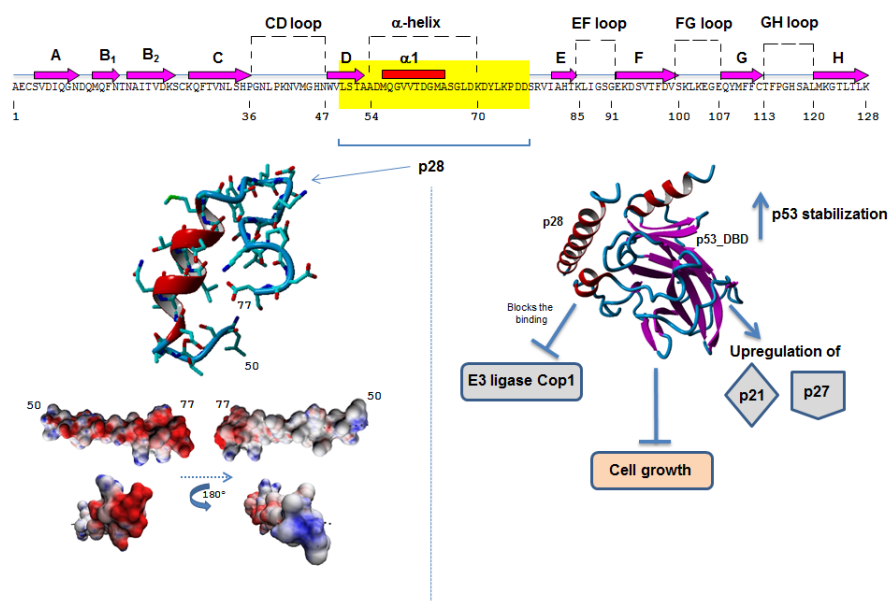 CD loop α-helix EF loop FG loop GH loop
A B1 B2 C D α1 E F G H
AECSVDIQGNDQMQFNTNAITVDKSCKQFTVNLSHPGNLPKNVMGHNWVLSTAADMQGVVTDGMASGLDKDYLKPDDSRVIAHTKLIGSGEKDSVTFDVSKLKEGEQYMFFCTFPGHSALMKGTLTLK
1 36 47 54 70 85 91 100 107 113 120 128
p28
77
50
50 77 77 50
180°
p28
p53_DBD
p53 stabilization
Blocks the
binding
E3 ligase Cop1
Upregulation of
p21 p27
Cell growth